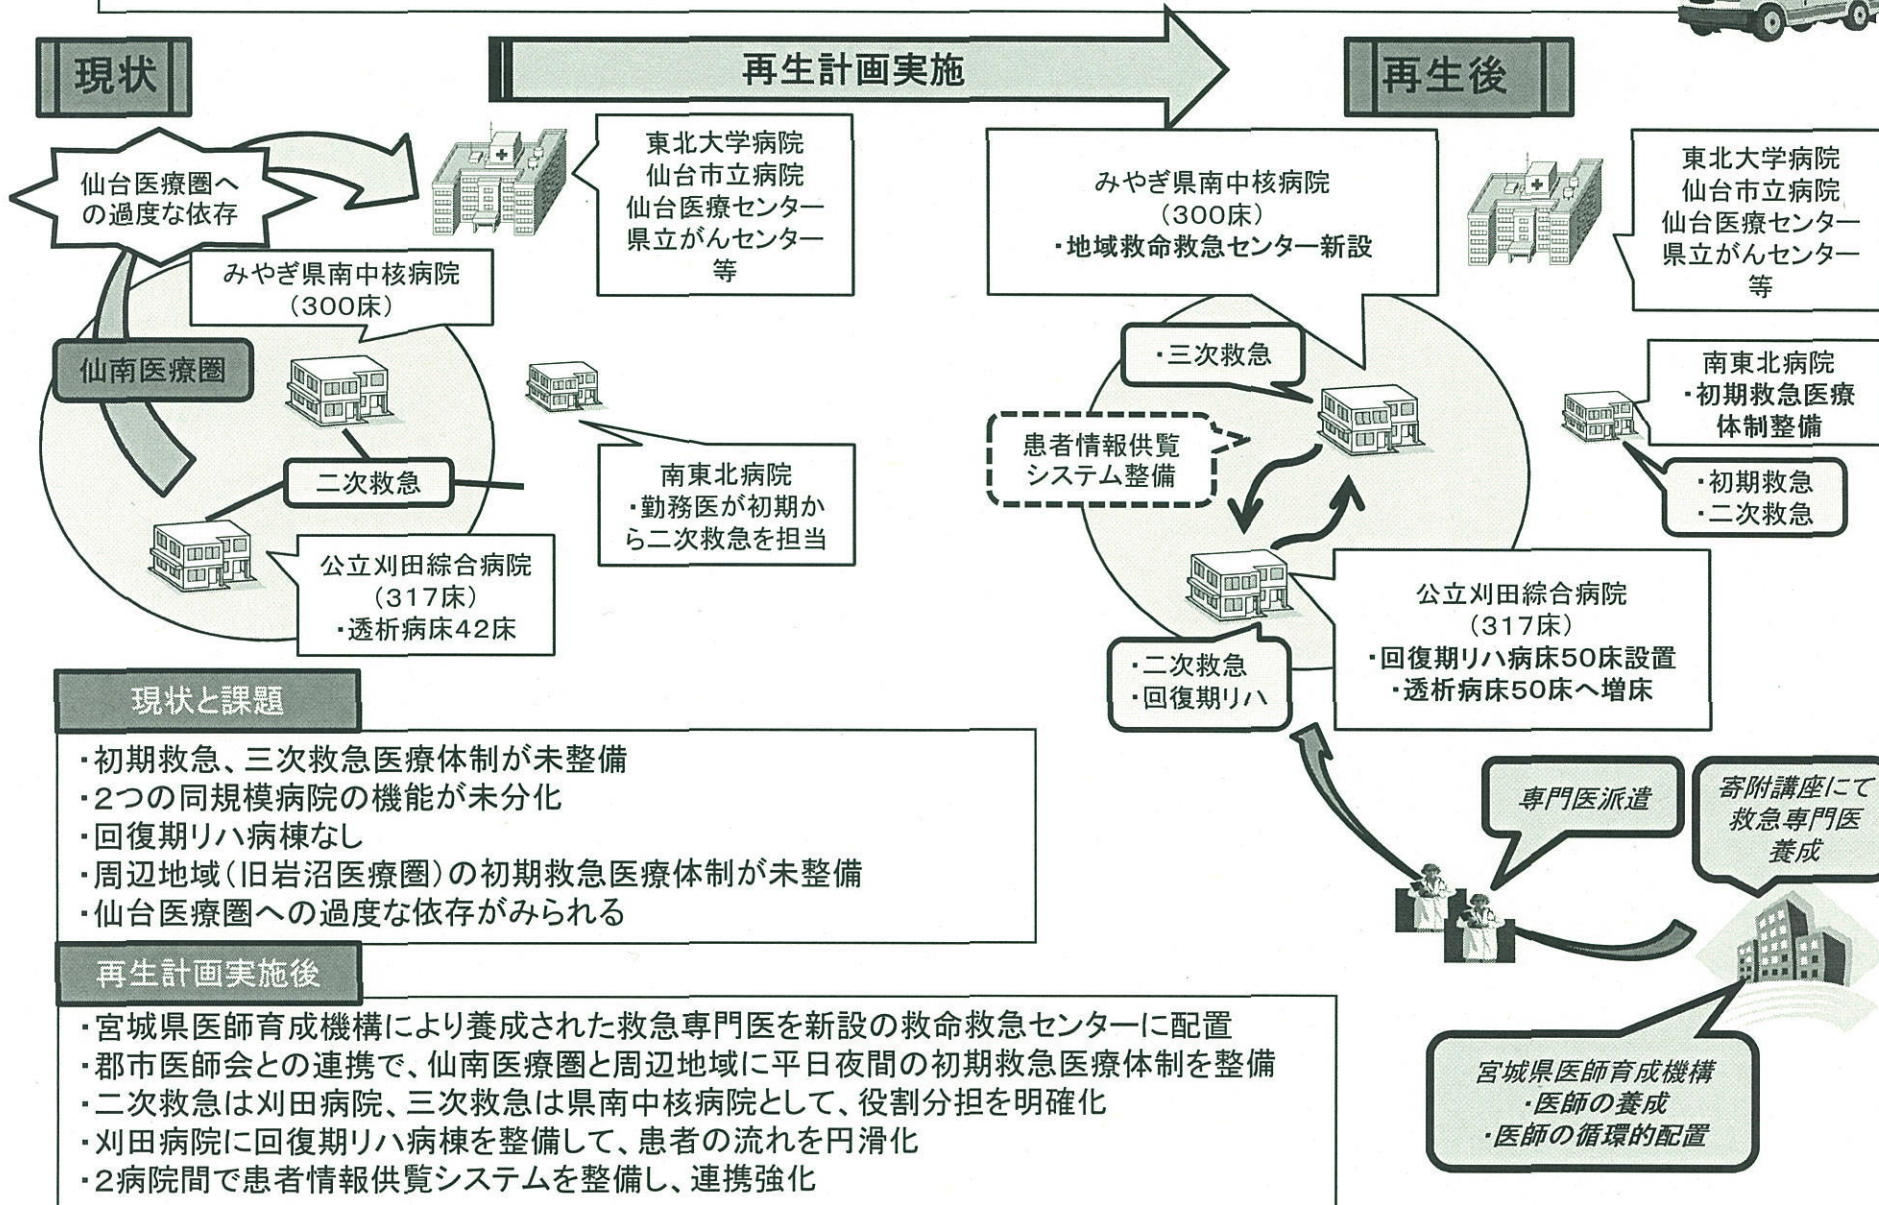 現状
再生計画実施
再生後
仙台医療圏へ
の過度な依存
東北大学病院
仙台市立病院
仙台医療センター
県立がんセンター
等
みやぎ県南中核病院
(300床)
仙南医療圏
二次救急
南東北病院
・勤務医が初期か
ら二次救急を担当
公立刈田綜合病院
(317床)
・透析病床42床
みやぎ県南中核病院
(300床)
・地域救命救急センター新設
東北大学病院
仙台市立病院
仙台医療センター
県立がんセンター
等
・三次救急
患者情報供覧
システム整備
南東北病院
・初期救急医療
体制整備
・初期救急
・二次救急
公立刈田綜合病院
(317床)
・回復期リハ病床50床設置
・透析病床50床へ増床
・二次救急
・回復期リハ
専門医派遣
寄附講座にて
救急専門医
養成
宮城県医師育成機構
・医師の養成
・医師の循環的配置
現状と課題
・初期救急、三次救急医療体制が未整備
・2つの同規模病院の機能が未分化
・回復期リハ病棟なし
・周辺地域(旧岩沼医療圏)の初期救急医療体制が未整備
・仙台医療圏への過度な依存がみられる
再生計画実施後
・宮城県医師育成機構により養成された救急専門医を新設の救命救急センターに配置
・郡市医師会との連携で、仙南医療圏と周辺地域に平日夜間の初期救急医療体制を整備
・二次救急は刈田病院、三次救急は県南中核病院として、役割分担を明確化
・刈田病院に回復期リハ病棟を整備して、患者の流れを円滑化
・2病院間で患者情報供覧システムを整備し、連携強化